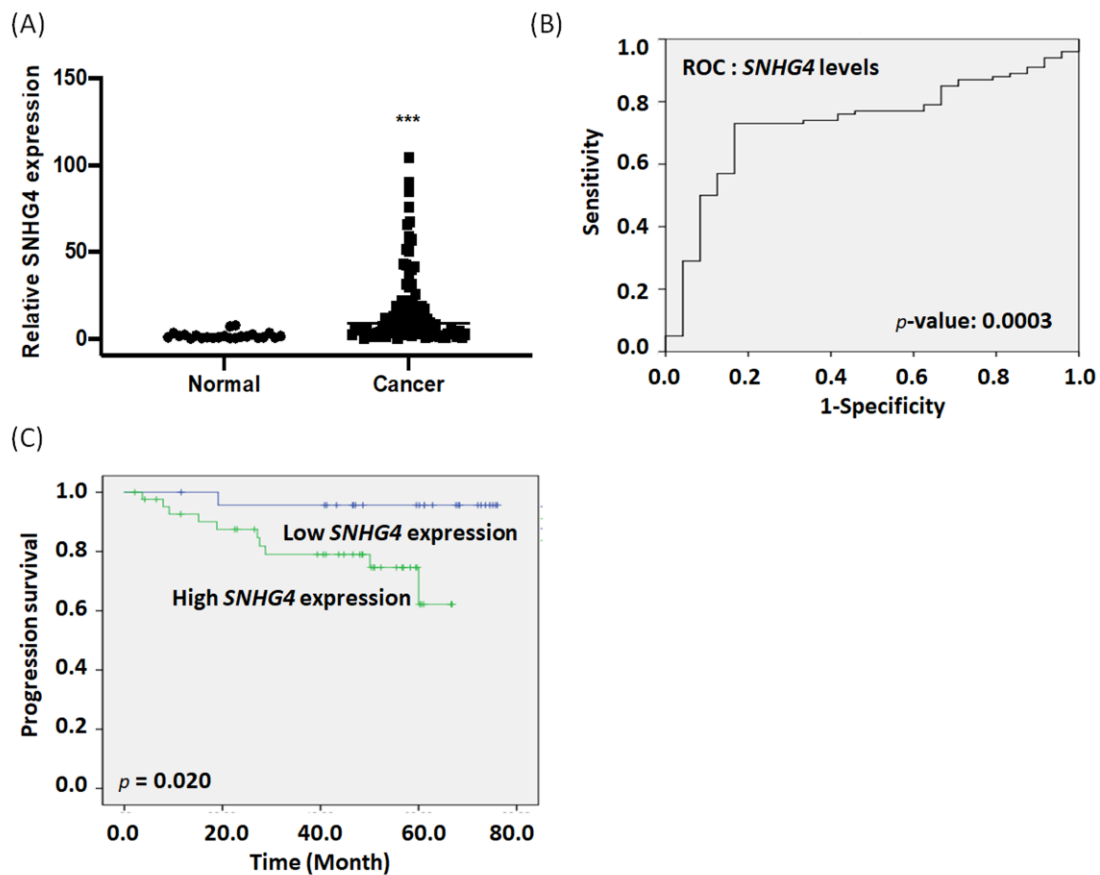 (A)
Relative SNHG4 expression
150
100
50
0
***
Normal
Cancer
(B)
Sensitivity
1.0
0.8
0.6
0.4
0.2
0.0
ROC : SNHG4 levels
p-value: 0.0003
0.0
0.2
0.4
0.6
0.8
1.0
1-Specificity
(C)
Progression survival
1.0
0.8
0.6
0.4
0.2
0.0
Low SNHG4 expression
High SNHG4 expression
p = 0.020
0.0
20.0
40.0
60.0
80.0
Time (Month)